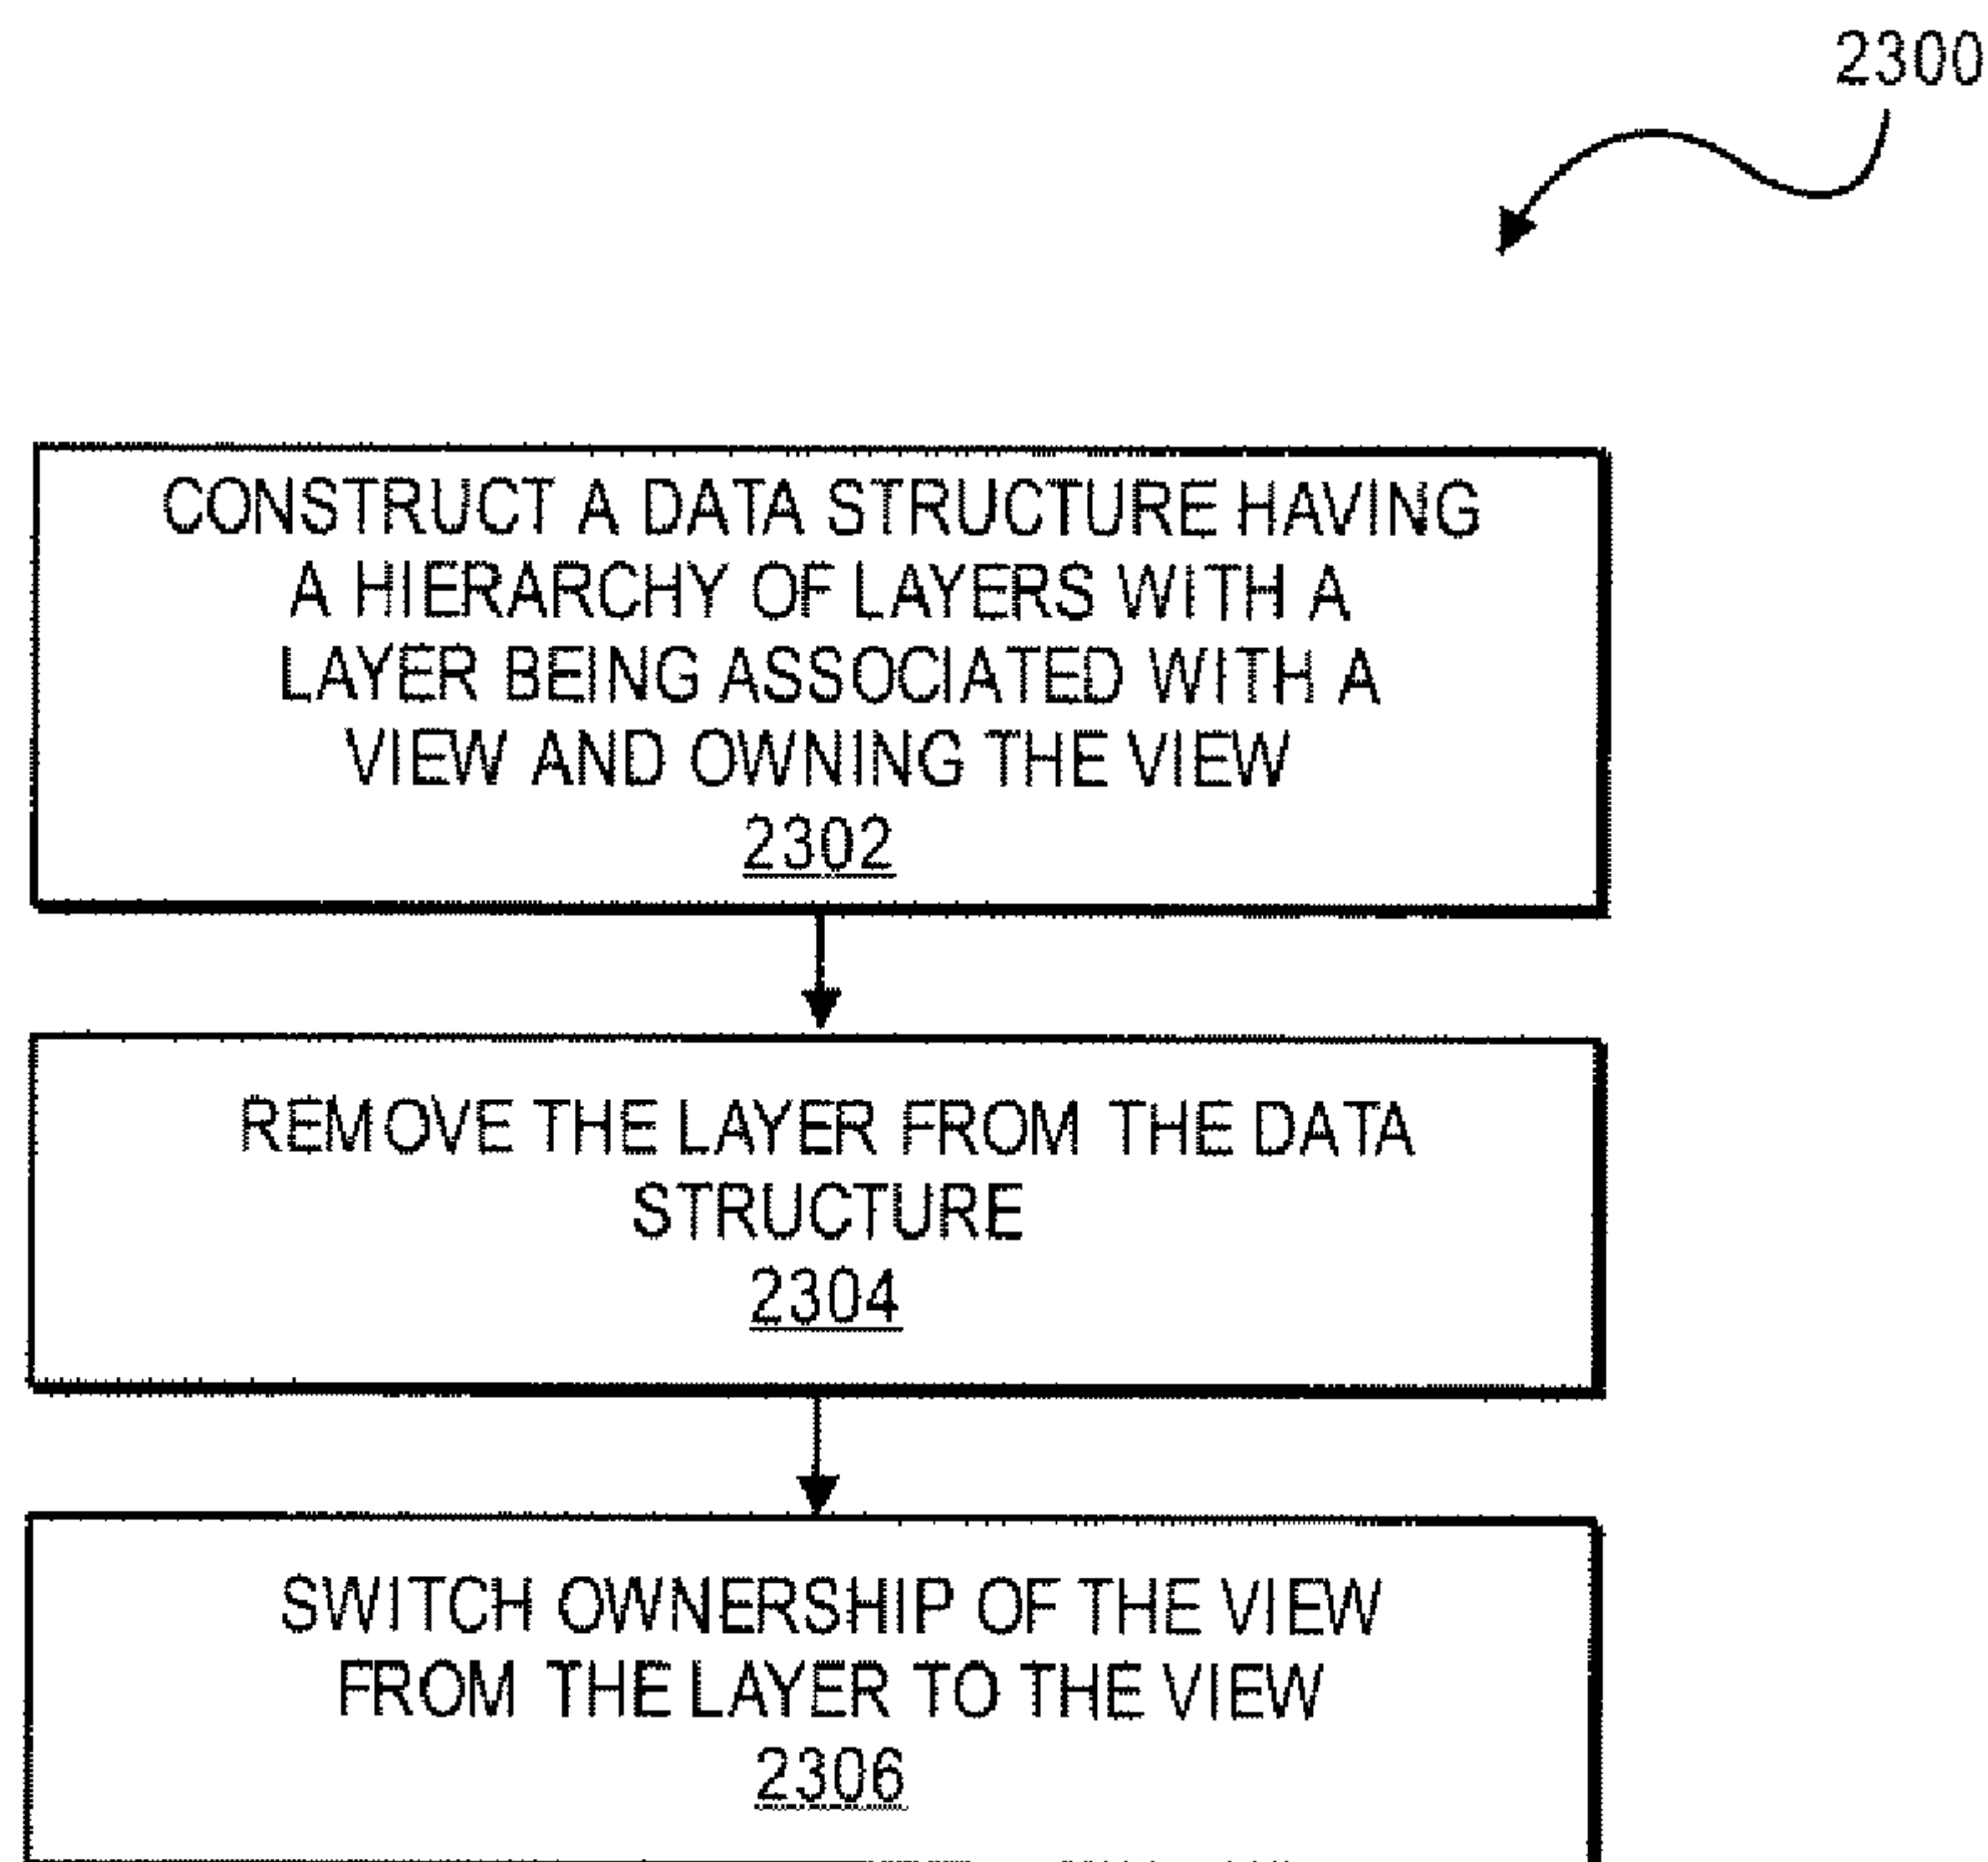 2300
CONSTRUCT A DATA STRUCTURE HAVING
A HIERARCHY OF LAYERS WITH A
LAYER BEING ASSOCIATED WITH A
VIEW AND OWNING THE VIEW
2302
REMOVE THE LAYER FROM THE DATA
STRUCTURE
2304
SWITCH OWNERSHIP OF THE VIEW
FROM THE LAYER TO THE VIEW
2306